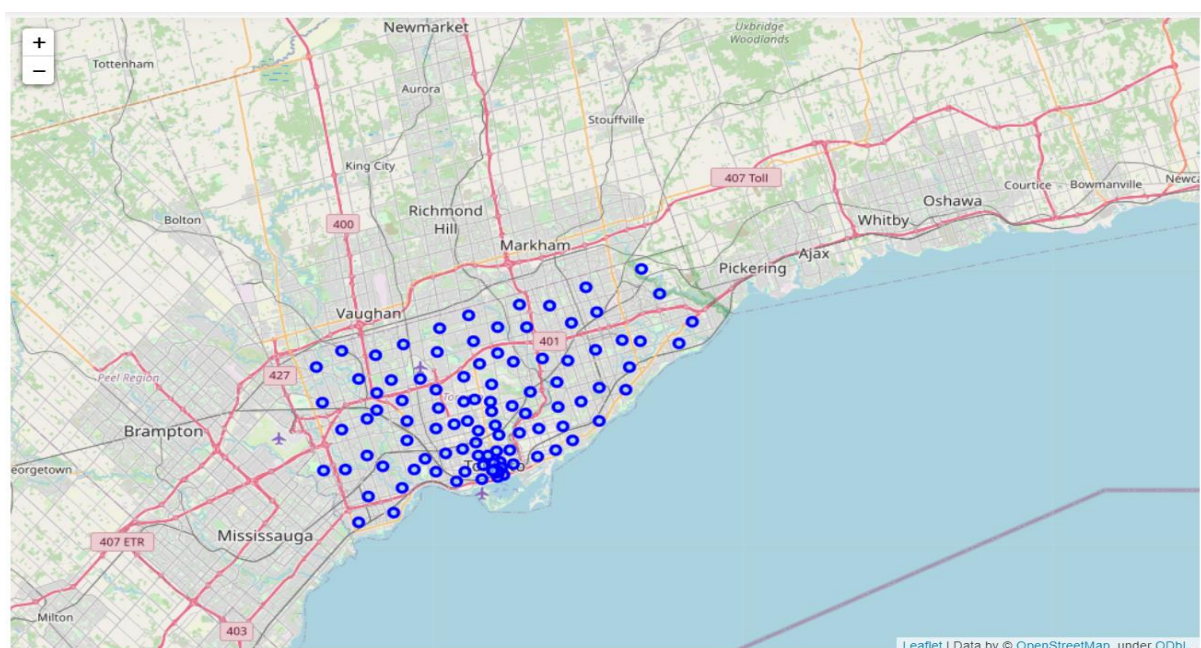 +
−
Newmarket
Uxbridge
Woodlands
Tottenham
Aurora
Stouffville
King City
407 Toll
Courtice
Bowmanville
Newca
Richmond
Hill
Bolton
400
Oshawa
Whitby
Markham
Ajax
Pickering
Vaughan
401
427
Peel Region
Brampton
eorgetown
Mississauga
407 ETR
Milton
403
Leaflet | Data by © OpenStreetMap, under ODbL.